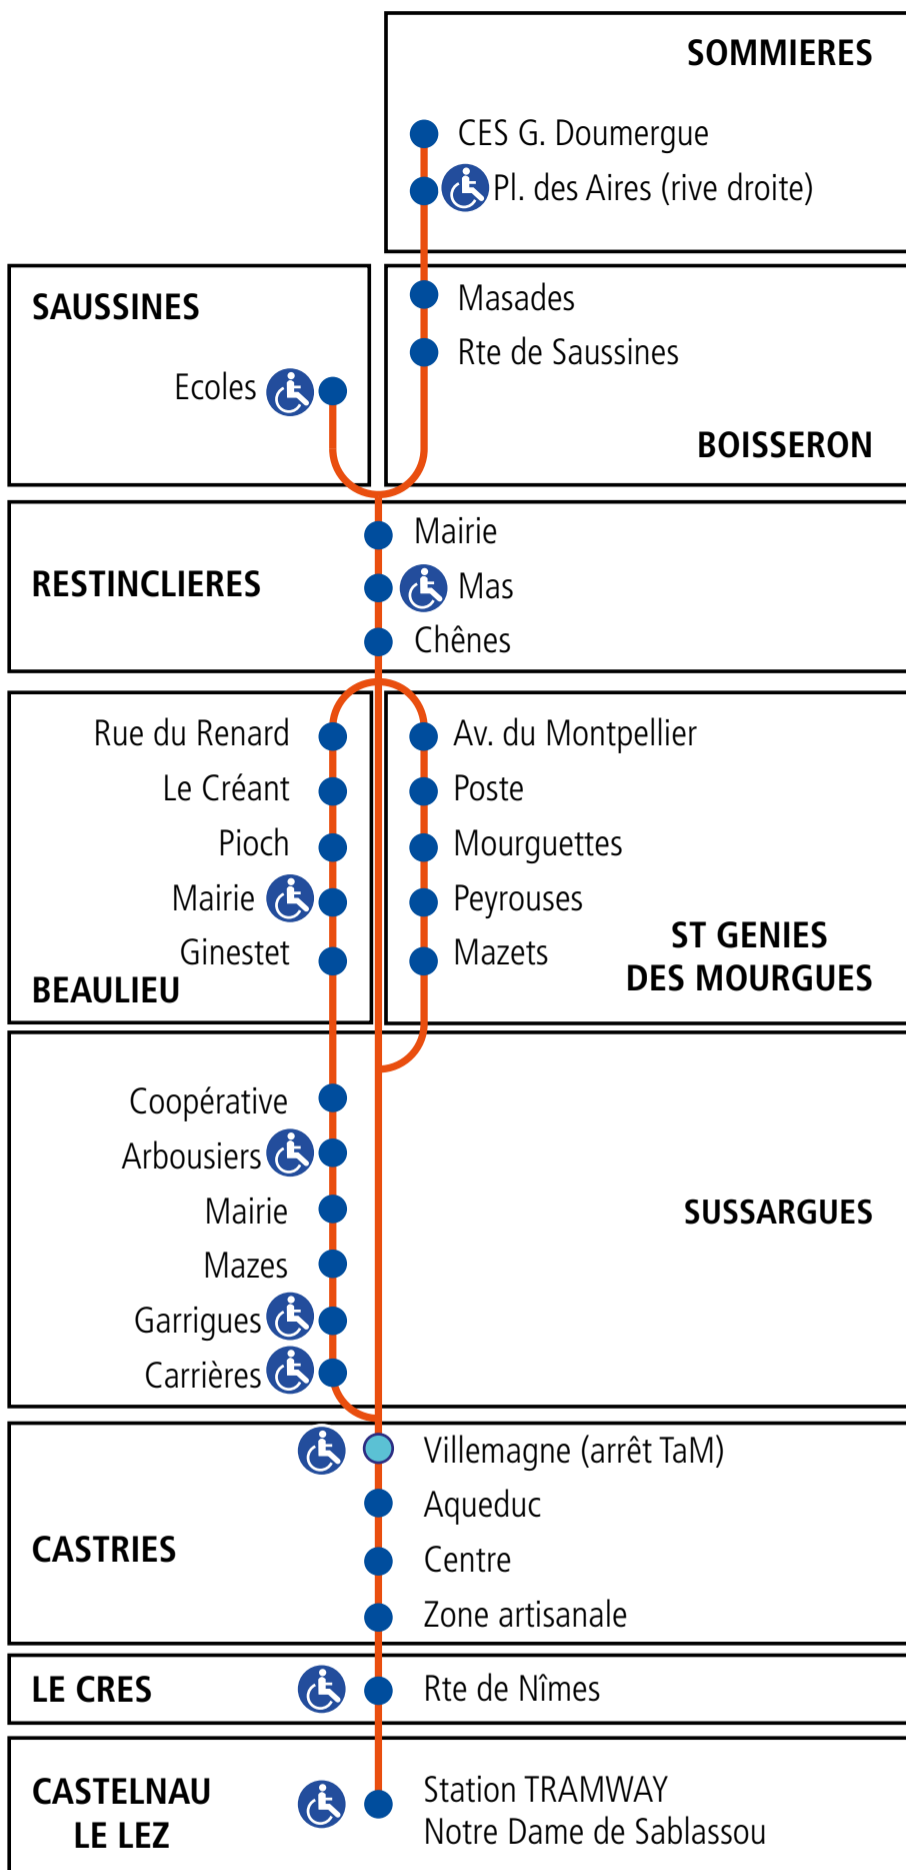 SOMMIERES
CES G. Doumergue
Pl. des Aires (rive droite)
SAUSSINES
Ecoles
Masades
Rte de Saussines
BOISSERON
RESTINCLIERES
Mairie
Mas
Chênes
Rue du Renard
Le Créant
Pioch
Mairie
Ginestet
BEAULIEU
Av. du Montpellier
Poste
Mourguettes
Peyrouses
Mazets
ST GENIES
DES MOURGUES
Coopérative
Arbousiers
Mairie
Mazes
Garrigues
Carrières
SUSSARGUES
CASTRIES
Villemagne (arrêt TaM)
Aqueduc
Centre
Zone artisanale
LE CRES
Rte de Nîmes
CASTELNAU
LE LEZ
Station TRAMWAY
Notre Dame de Sablassou